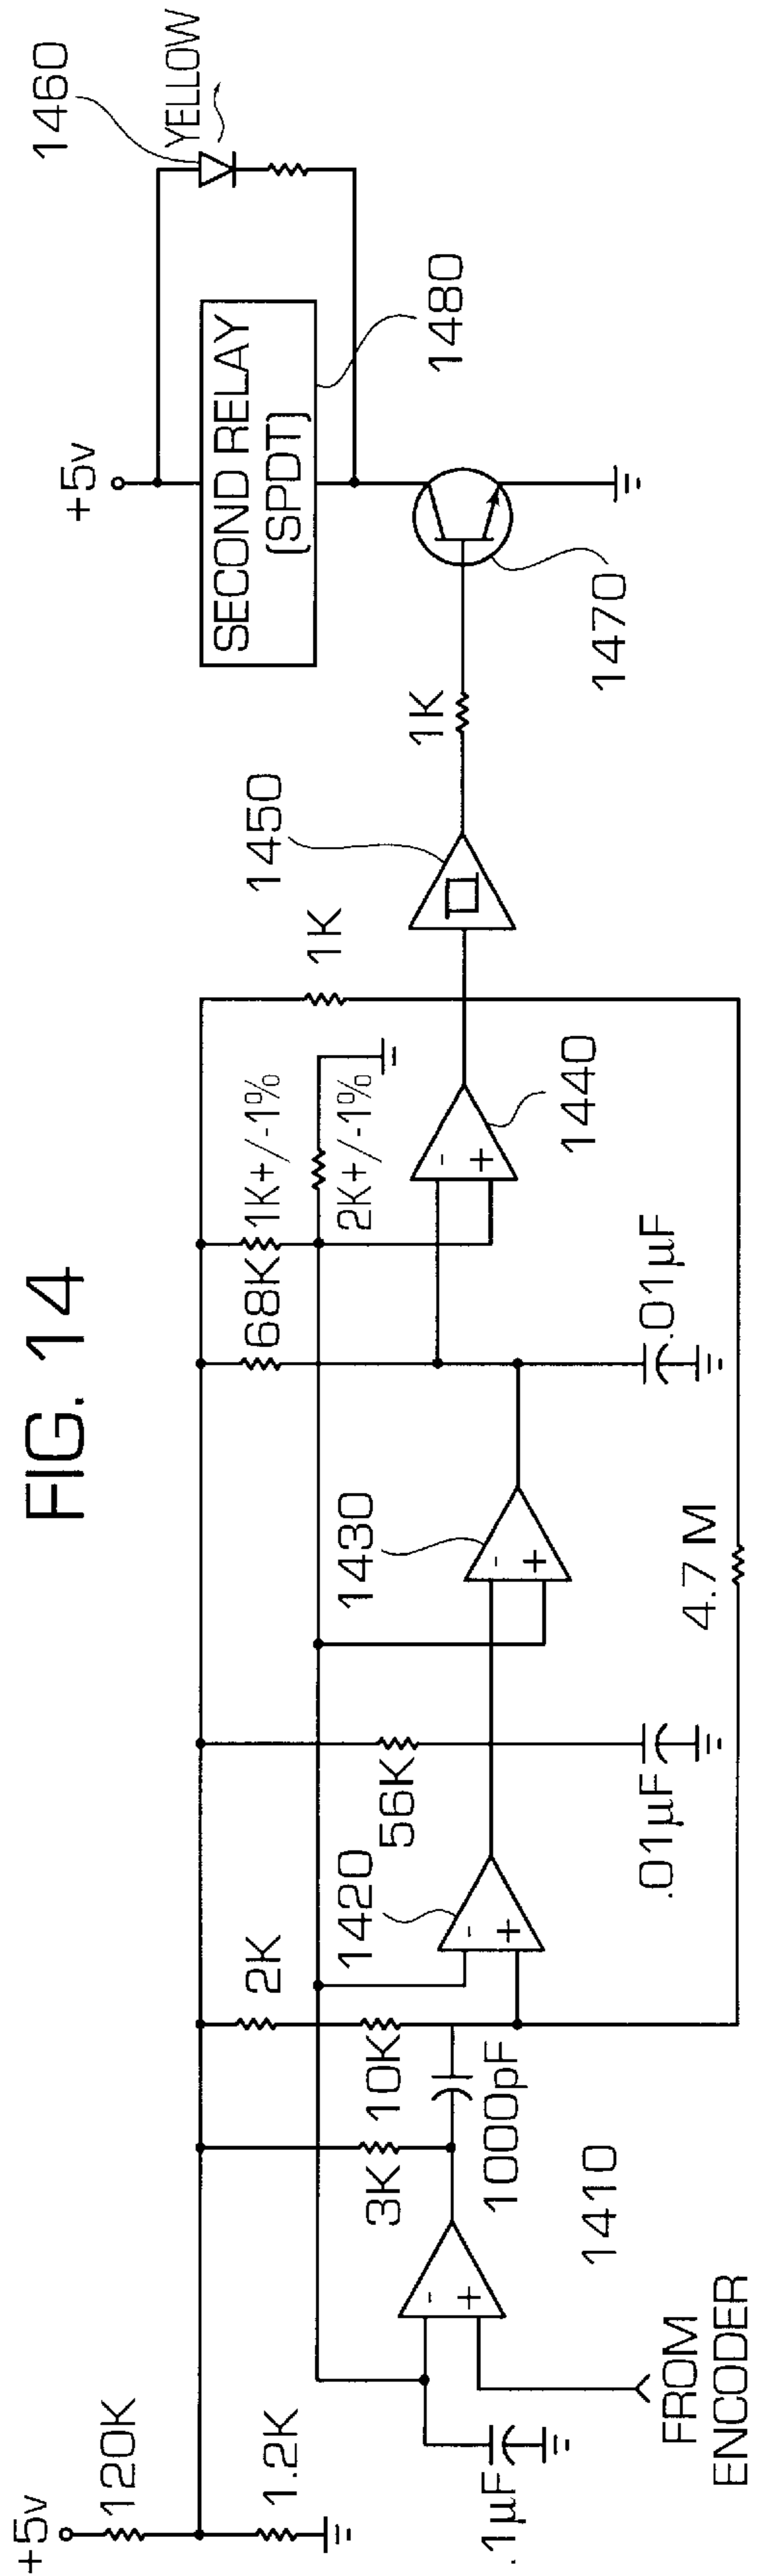 FIG. 14
+5v
120K
1.2K
.1µF
FROM
ENCODER
1410
-
+
3K
1000pF
2K
10K
1420
-
+
56K
.01µF
1430
-
+
4.7 M
68K
.01µF
1K+/-1%
2K+/-1%
1440
-
+
1K
1450
1K
+5v
SECOND RELAY
(SPDT)
1480
1470
1460
YELLOW